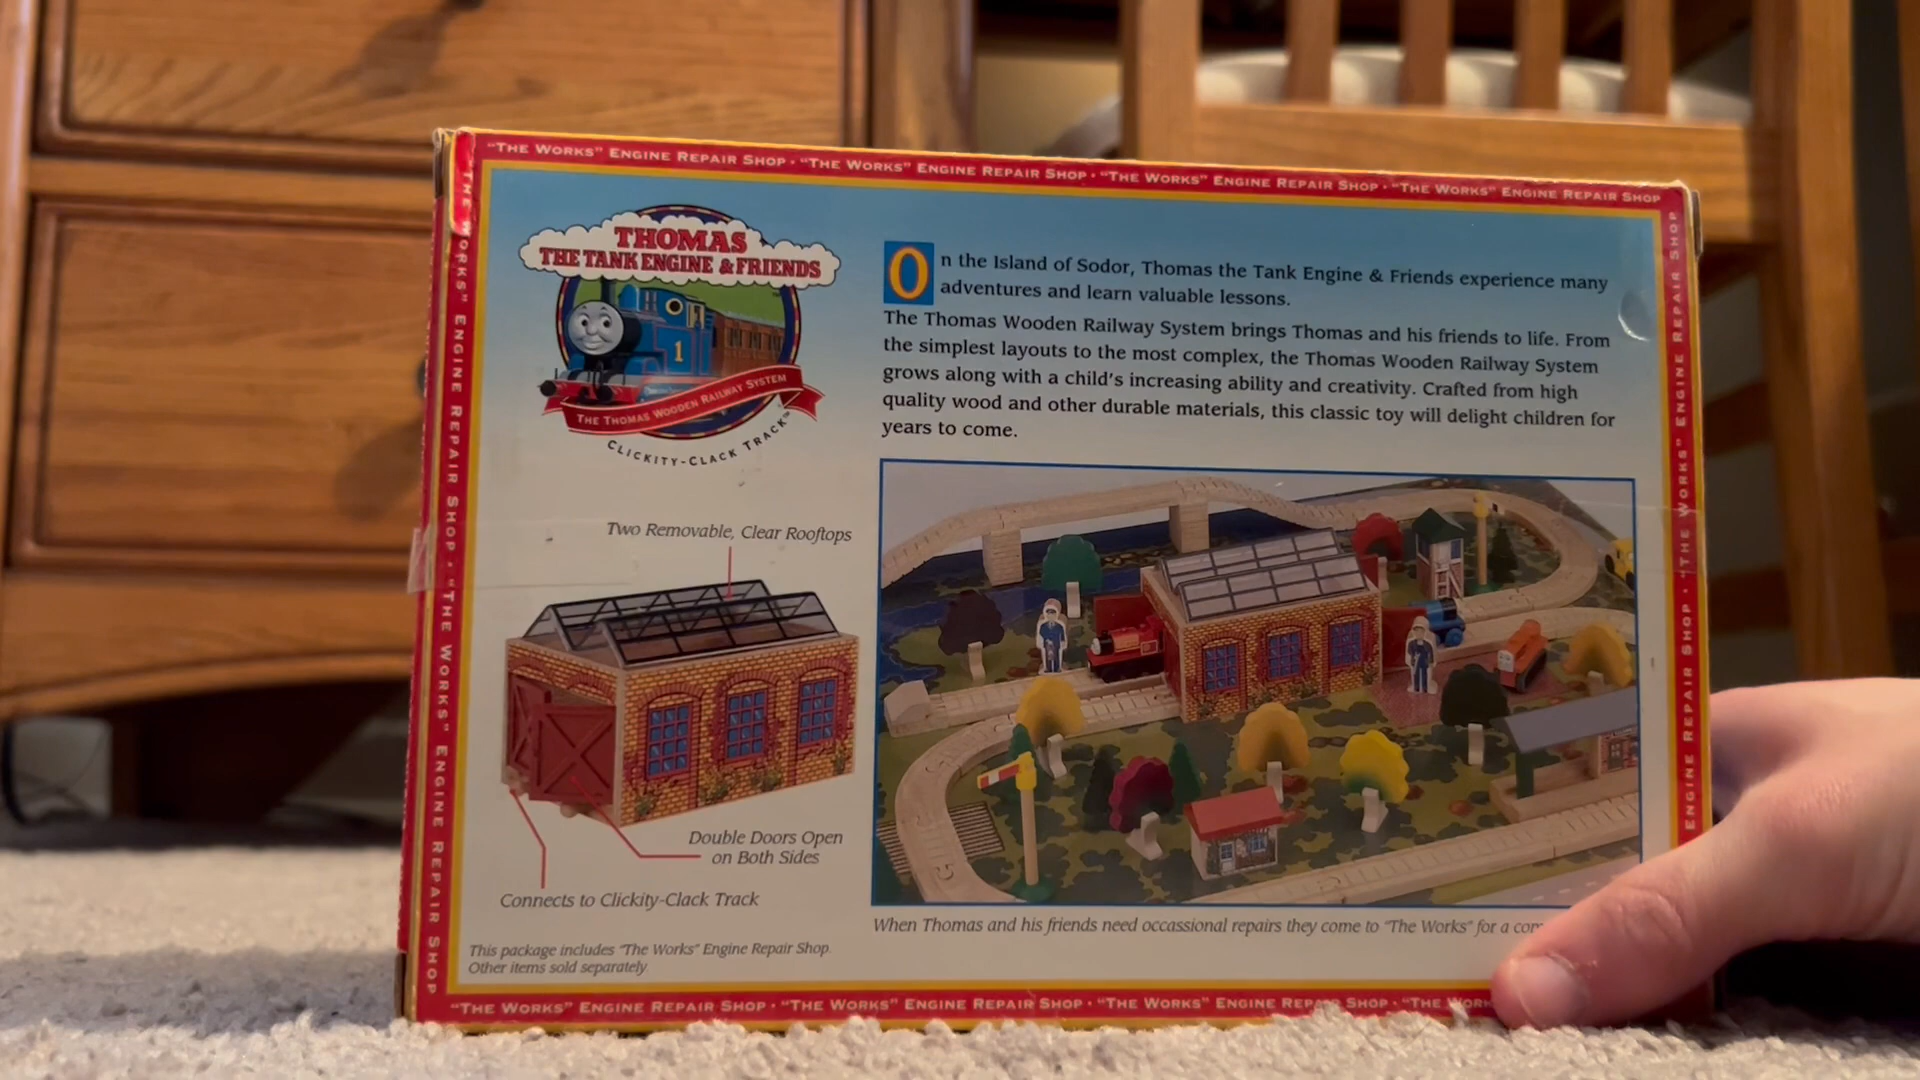 "THE WORKS" ENGINE REPAIR SHOP · "THE WORKS" ENGINE REPAIR SHOP · "THE WORKS" ENGINE REPAIR SHOP · "THE WORKS" ENGINE REPAIR SHOP
THE WORKS" ENGINE REPAIR SHOP · "THE WORKS" ENGINE REPAIR SHOP
THOMAS
THE TANK ENGINE & FRIENDS
1
THE THOMAS WOODEN RAILWAY SYSTEM
CLICKITY-CLACK TRACK™
On the Island of Sodor, Thomas the Tank Engine & Friends experience many
adventures and learn valuable lessons.
The Thomas Wooden Railway System brings Thomas and his friends to life. From
the simplest layouts to the most complex, the Thomas Wooden Railway System
grows along with a child's increasing ability and creativity. Crafted from high
quality wood and other durable materials, this classic toy will delight children for
years to come.
Two Removable, Clear Rooftops
Double Doors Open
on Both Sides
Connects to Clickity-Clack Track
This package includes "The Works" Engine Repair Shop.
Other items sold separately
When Thomas and his friends need occassional repairs they come to "The Works" for a
"THE WORKS" ENGINE REPAIR SHOP · "THE WORKS" ENGINE REPAIR SHOP · "THE WORKS" ENGINE REPAIR SHOP · "THE
ENGINE REPAIR SHOP · "THE WORKS" ENGINE REPAIR SHOP